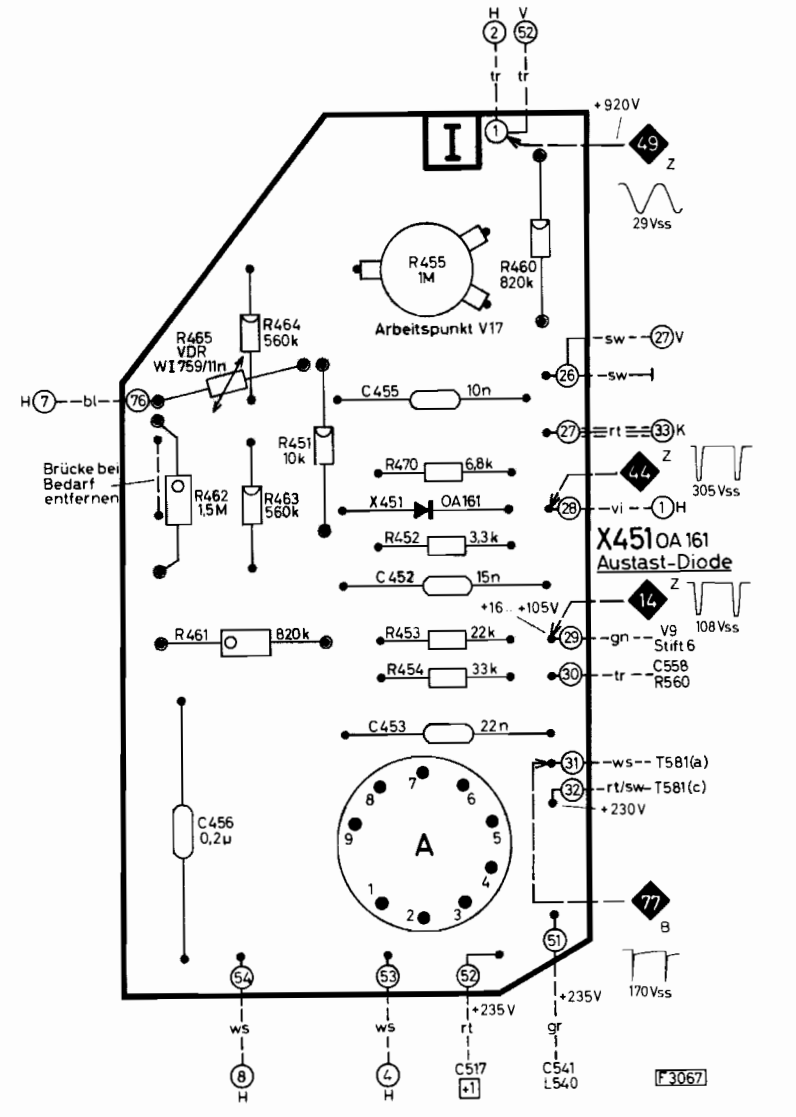 H V
2 52
tr tr
+920V
I
1
49
Z
29Vss
R455
1M
Arbeitspunkt V17
R460
820k
R465
VDR
WI759/11n
R464
560k
sw 27 V
26 sw
H 7 bl 76
C455 10n
27 rt 33 K
R451
10k
Z
44
305Vss
R470 6,8k
Brücke bei
Bedarf
entfernen
R462
1,5M
R463
560k
X451 OA161
28 vi 1 H
X451 OA 161
Austast-Diode
R452 3,3k
C452 15n
Z
14
108Vss
+16.. +105V
R461 820k
R453 22k
29 gn V9
Stift 6
R454 33k
30 tr C558
R560
C453 22n
31 ws T581(a)
32 rt/sw T581(c)
+230V
C456
0,2µ
A
7
8 6
9 5
4
1 3
2
77
B
170Vss
51
54 53 52
+235V +235V
ws ws rt gr
8 4 C517 C541
H H +1 L540
F3067